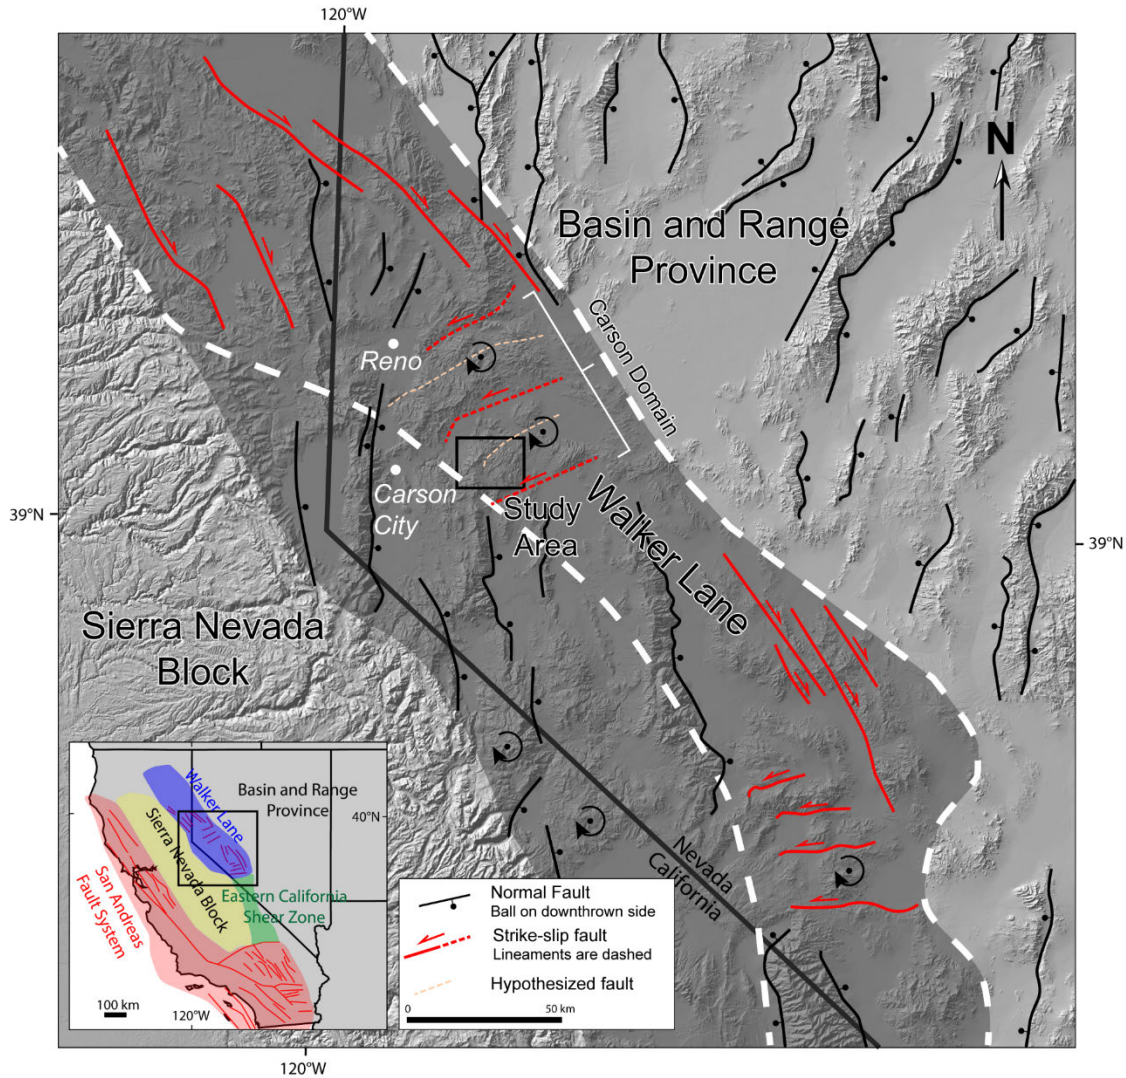 120°W
N
Basin and Range
Province
Carson Domain
Reno
Carson
City
39°N
Study
Area
Walker Lane
39°N
Sierra Nevada
Block
Nevada
California
Walker Lane
Basin and Range
Province
40°N
Sierra Nevada Block
San Andreas
Fault System
Eastern California
Shear Zone
100 km
120°W
Normal Fault
Ball on downthrown side
Strike-slip fault
Lineaments are dashed
Hypothesized fault
0
50 km
120°W